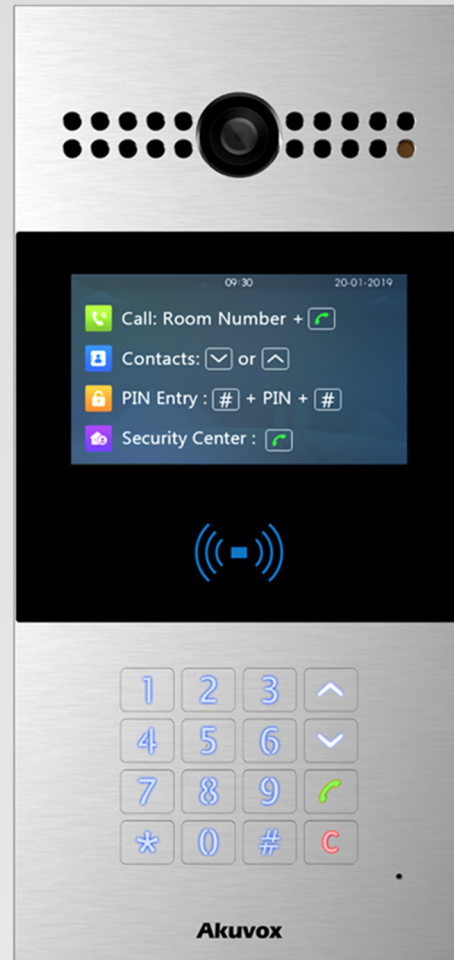 09:30 20-01-2019
Call: Room Number +
Contacts: or
PIN Entry : # + PIN + #
Security Center :
1 2 3
4 5 6
7 8 9
* 0 # C
Akuvox